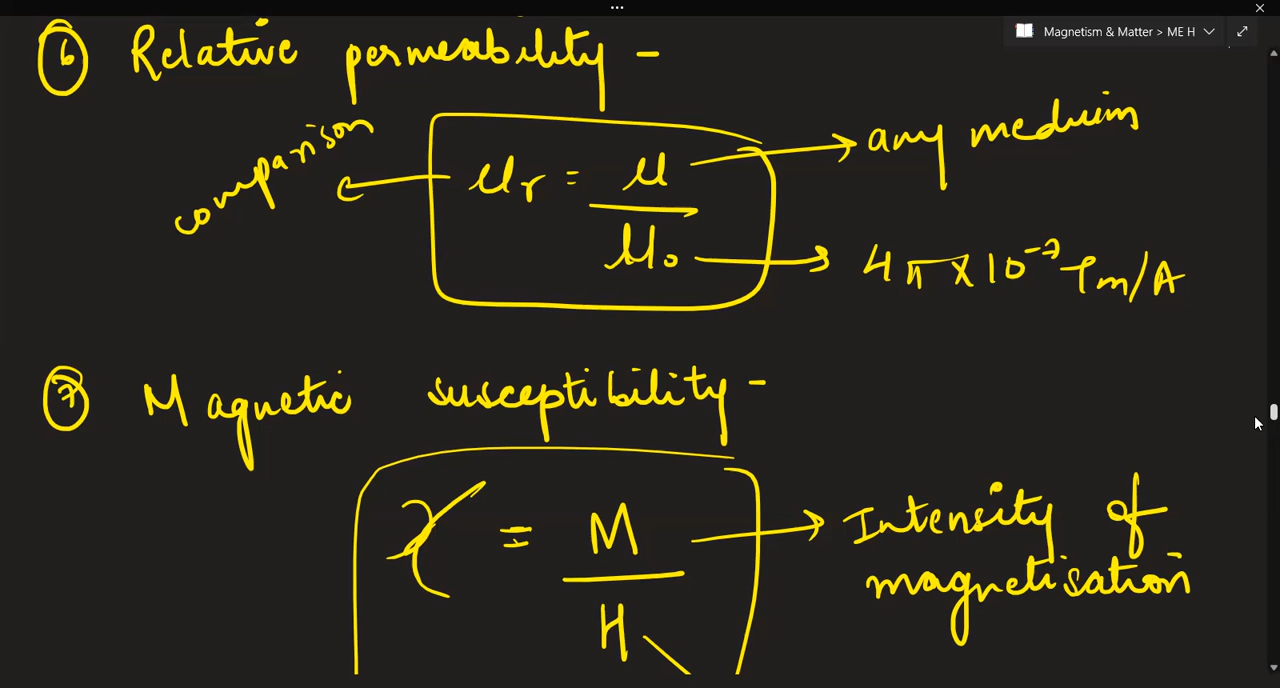 ...
Magnetism & Matter > ME H
⑥ Relative permeability -
comparison
μr = μ / μ0
any medium
4π × 10⁻⁷ Tm/A
⑦ Magnetic susceptibility -
χ = M / H
Intensity of
magnetisation